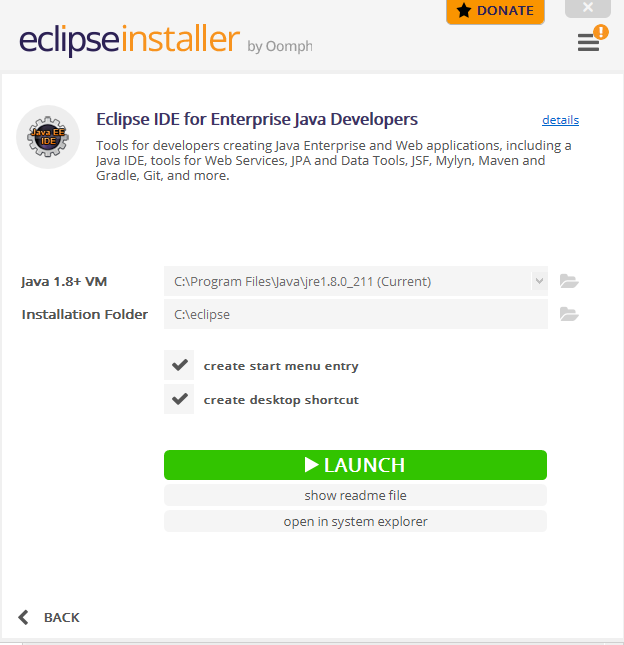 DONATE
eclipseinstaller by Oomph
Java EE
IDE
Eclipse IDE for Enterprise Java Developers
details
Tools for developers creating Java Enterprise and Web applications, including a
Java IDE, tools for Web Services, JPA and Data Tools, JSF, Mylyn, Maven and
Gradle, Git, and more.
Java 1.8+ VM
C:\Program Files\Java\jre1.8.0_211 (Current)
Installation Folder
C:\eclipse
create start menu entry
create desktop shortcut
LAUNCH
show readme file
open in system explorer
BACK